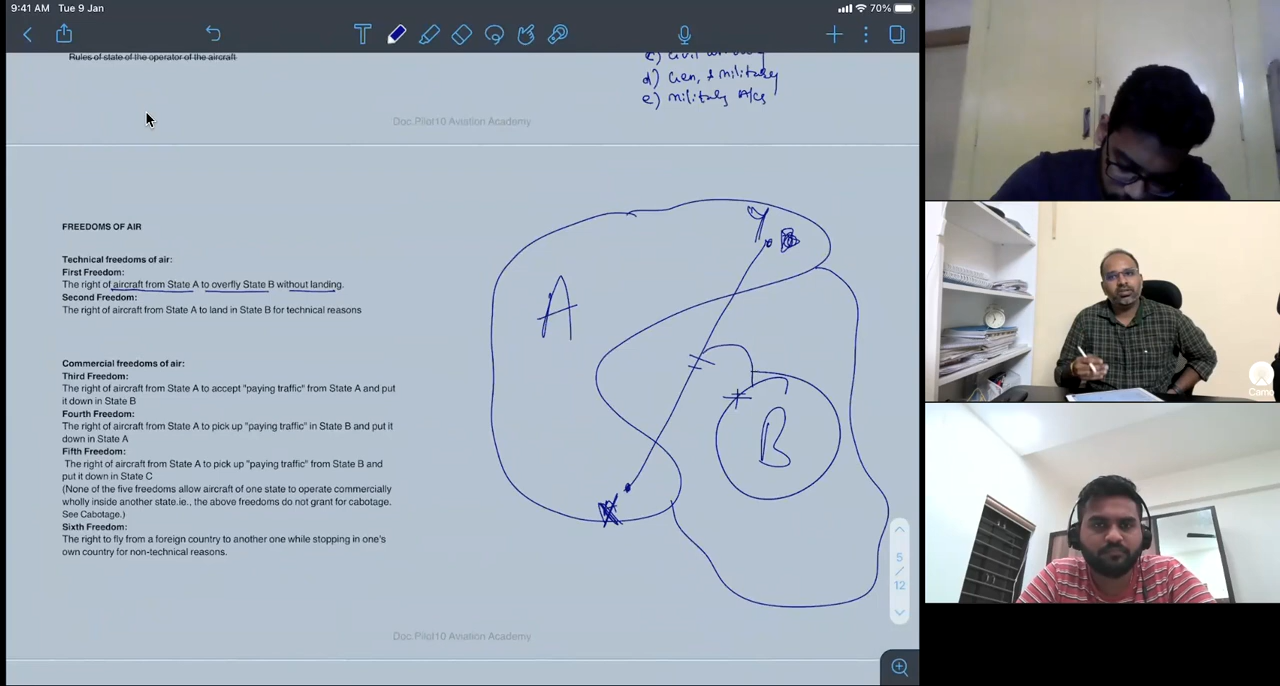 9:41 AM Tue 9 Jan
70%
Rules of state of the operator of the aircraft
d) Gen, & military
e) military A/cs
Doc.Pilot10 Aviation Academy
FREEDOMS OF AIR
Technical freedoms of air:
First Freedom:
The right of aircraft from State A to overfly State B without landing.
Second Freedom:
The right of aircraft from State A to land in State B for technical reasons
Commercial freedoms of air:
Third Freedom:
The right of aircraft from State A to accept "paying traffic" from State A and put
it down in State B
Fourth Freedom:
The right of aircraft from State A to pick up "paying traffic" in State B and put it
down in State A
Fifth Freedom:
The right of aircraft from State A to pick up "paying traffic" from State B and
put it down in State C
(None of the five freedoms allow aircraft of one state to operate commercially
wholly inside another state.ie., the above freedoms do not grant for cabotage.
See Cabotage.)
Sixth Freedom:
The right to fly from a foreign country to another one while stopping in one's
own country for non-technical reasons.
A
y
B
5
/
12
Doc.Pilot10 Aviation Academy
Camo